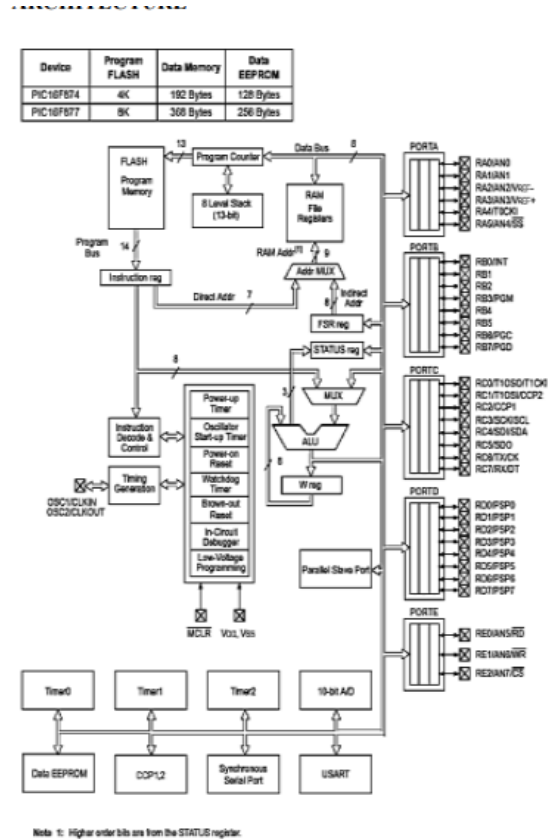 ARCHITECTURE
Device Program FLASH Data Memory Data EEPROM
PIC16F874 4K 192 Bytes 128 Bytes
PIC16F877 8K 368 Bytes 256 Bytes
13
Data Bus
8
PORTA
FLASH
Program
Memory
Program Counter
8 Level Stack
(13-bit)
RAM
File
Registers
RA0/AN0
RA1/AN1
RA2/AN2/VREF-
RA3/AN3/VREF+
RA4/T0CKI
RA5/AN4/SS
Program
Bus
14
RAM Addr(1)
9
PORTB
Instruction reg
Addr MUX
Direct Addr
7
8
Indirect
Addr
FSR reg
RB0/INT
RB1
RB2
RB3/PGM
RB4
RB5
RB6/PGC
RB7/PGD
STATUS reg
8
3
MUX
PORTC
RC0/T1OSO/T1CKI
RC1/T1OSI/CCP2
RC2/CCP1
RC3/SCK/SCL
RC4/SDI/SDA
RC5/SDO
RC6/TX/CK
RC7/RX/DT
Instruction
Decode &
Control
Power-up
Timer
Oscillator
Start-up Timer
Power-on
Reset
Watchdog
Timer
Brown-out
Reset
In-Circuit
Debugger
Low-Voltage
Programming
ALU
8
W reg
Timing
Generation
OSC1/CLKIN
OSC2/CLKOUT
PORTD
RD0/PSP0
RD1/PSP1
RD2/PSP2
RD3/PSP3
RD4/PSP4
RD5/PSP5
RD6/PSP6
RD7/PSP7
Parallel Slave Port
MCLR
VDD, VSS
PORTE
RE0/AN5/RD
RE1/AN6/WR
RE2/AN7/CS
Timer0
Timer1
Timer2
10-bit A/D
Data EEPROM
CCP1,2
Synchronous
Serial Port
USART
Note 1: Higher order bits are from the STATUS register.